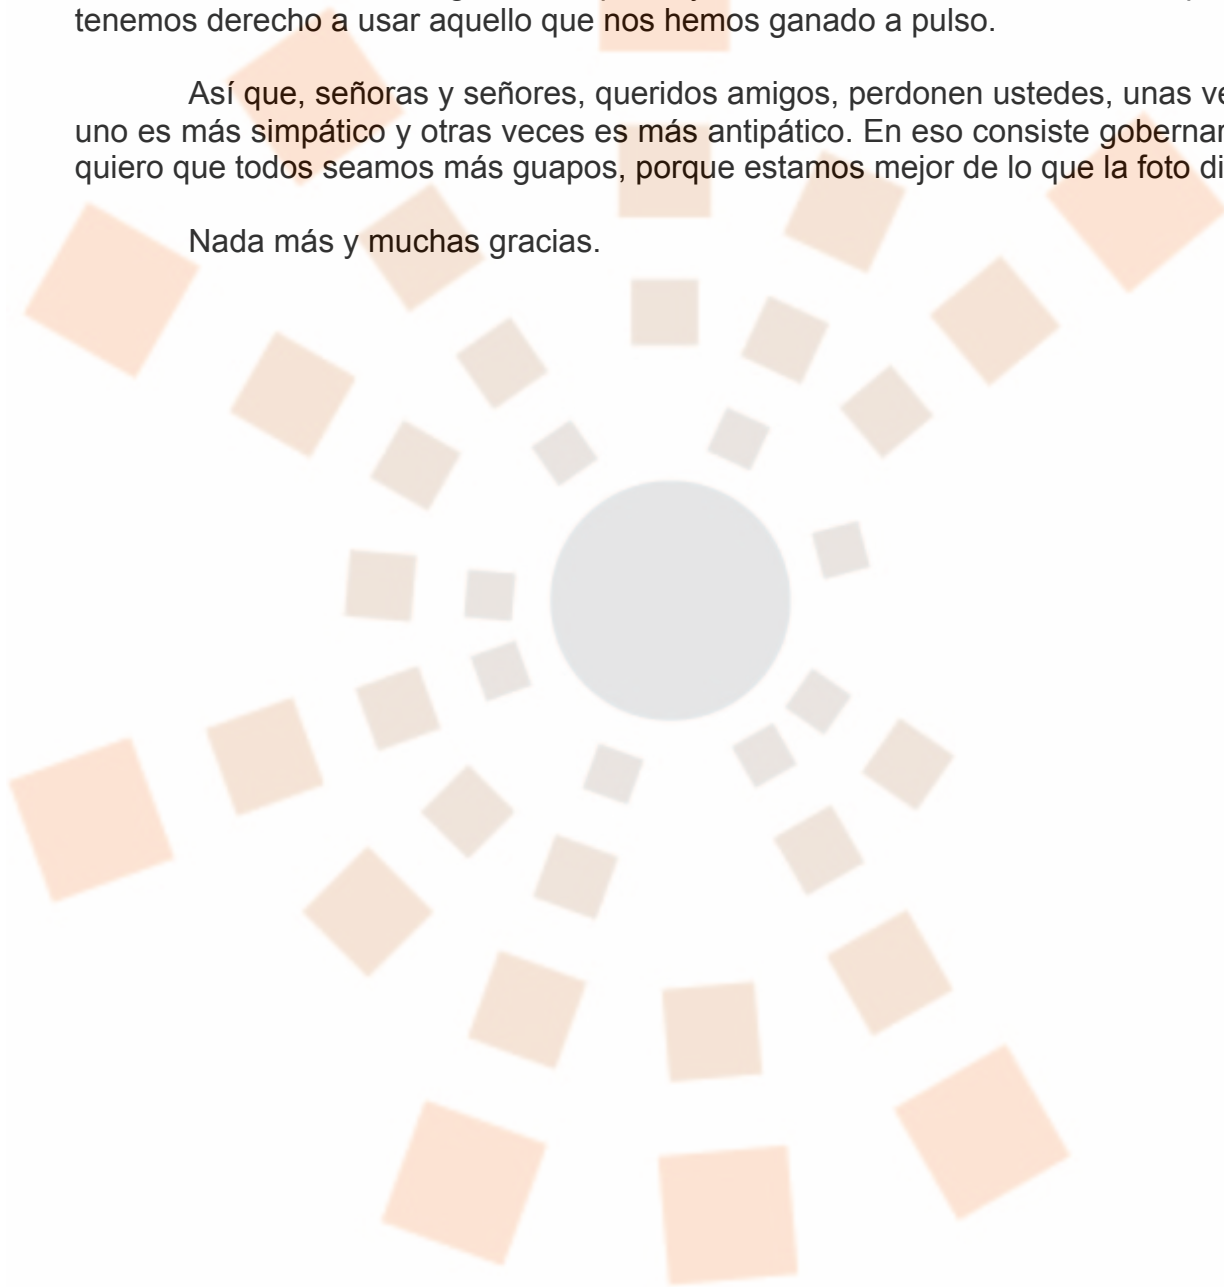 tenemos derecho a usar aquello que nos hemos ganado a pulso.
Así que, señoras y señores, queridos amigos, perdonen ustedes, unas
uno es más simpático y otras veces es más antipático. En eso consiste gobernar
quiero que todos seamos más guapos, porque estamos mejor de lo que la foto
Nada más y muchas gracias.